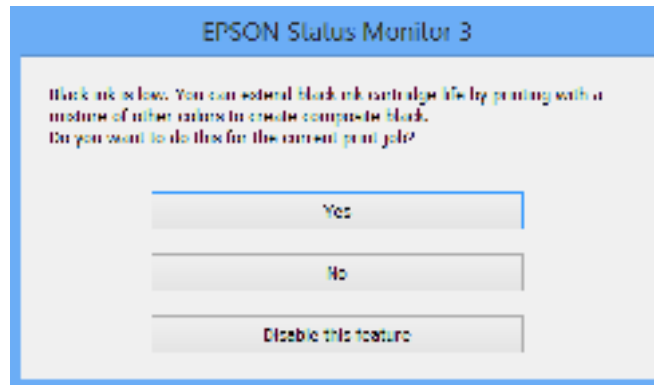 EPSON Status Monitor 3
Black ink is low. You can extend black ink cartridge life by printing with a
mixture of other colors to create composite black.
Do you want to do this for the current print job?
Yes
No
Disable this feature